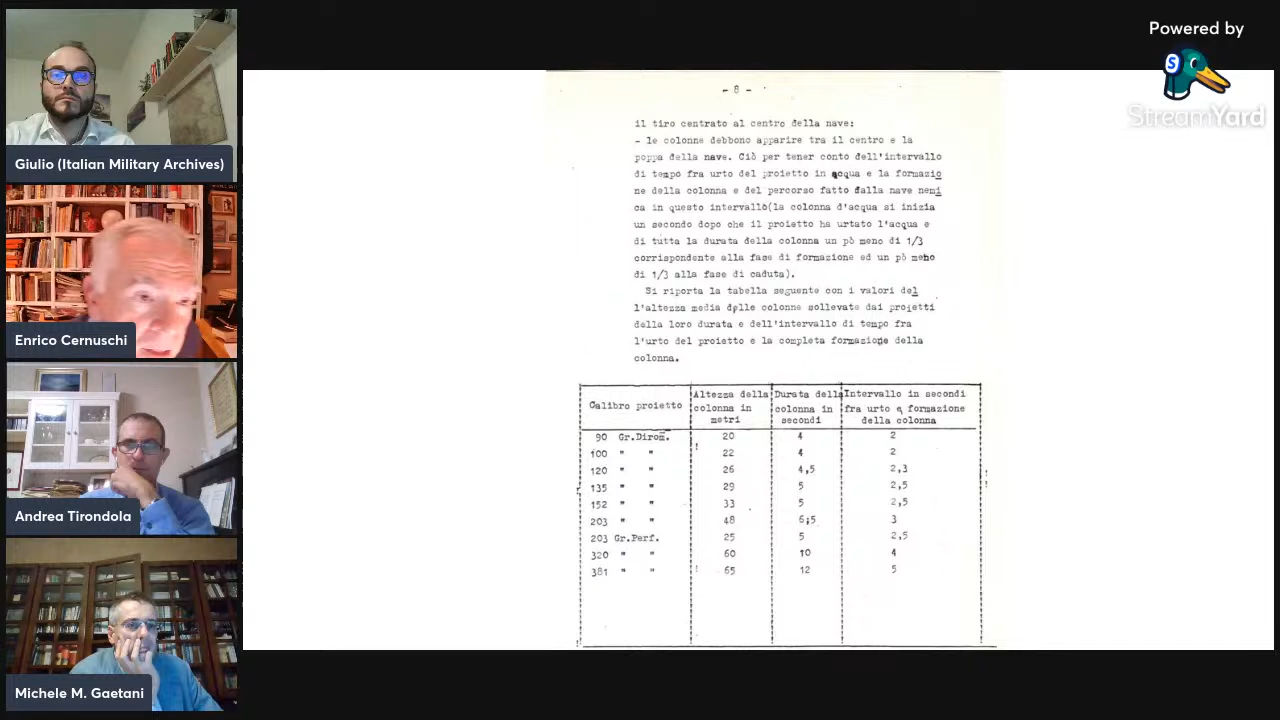 Giulio (Italian Military Archives)
Enrico Cernuschi
Andrea Tirondola
Michele M. Gaetani
Powered by
S
StreamYard
- 8 -
il tiro centrato al centro della nave:
- le colonne debbono apparire tra il centro e la
poppa della nave. Ciò per tener conto dell'intervallo
di tempo fra urto del proietto in acqua e la formazio
ne della colonna e del percorso fatto dalla nave nemi
ca in questo intervallo(la colonna d'acqua si inizia
un secondo dopo che il proietto ha urtato l'acqua e
di tutta la durata della colonna un pò meno di 1/3
corrispondente alla fase di formazione ed un pò meno
di 1/3 alla fase di caduta).
Si riporta la tabella seguente con i valori del
l'altezza media delle colonne sollevate dai proietti
della loro durata e dell'intervallo di tempo fra
l'urto del proietto e la completa formazione della
colonna.
Calibro proietto
Altezza della
colonna in
metri
Durata della
colonna in
secondi
Intervallo in secondi
fra urto e formazione
della colonna
90 Gr.Dirom. 20 4 2
100 " " 22 4 2
120 " " 26 4,5 2,3
135 " " 29 5 2,5
152 " " 33 5 2,5
203 " " 48 6;5 3
203 Gr.Perf. 25 5 2,5
320 " " 60 10 4
381 " " 65 12 5